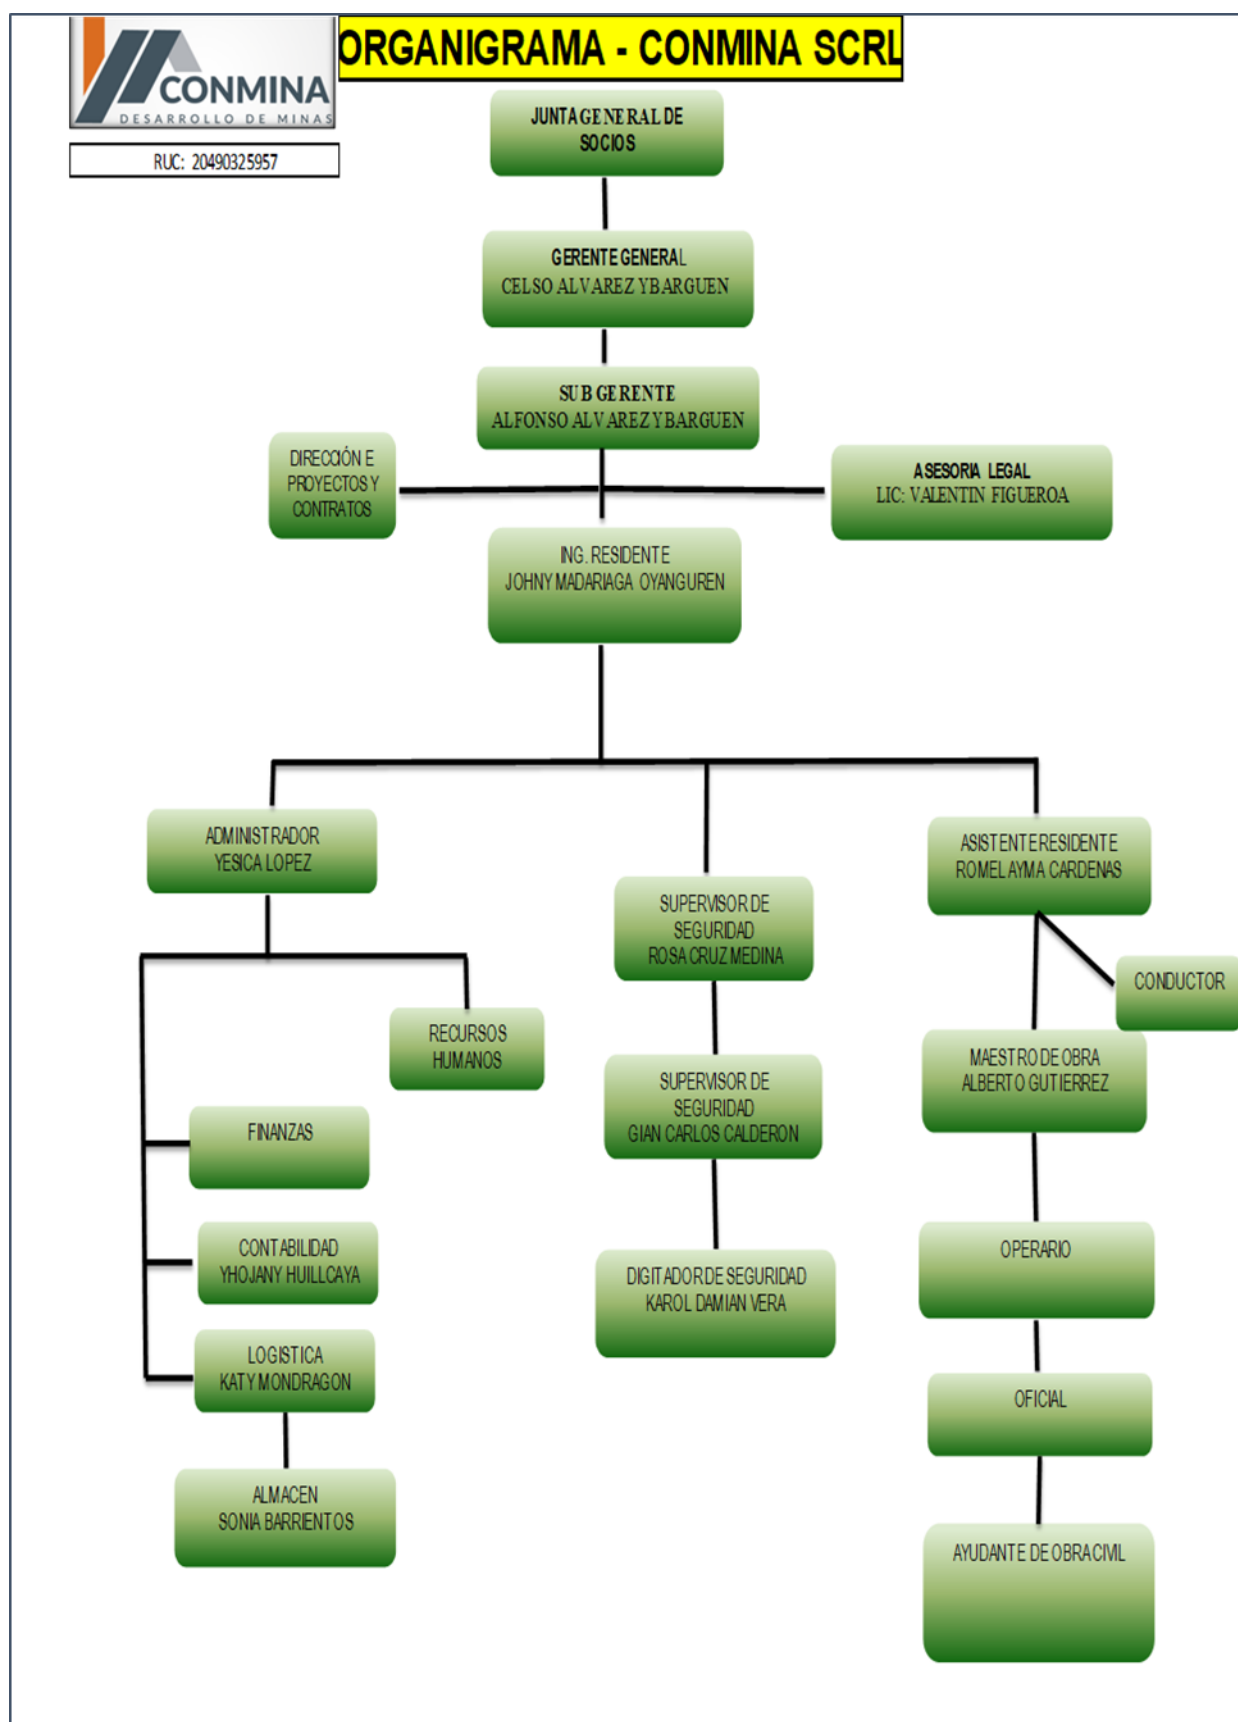 ORGANIGRAMA - CONMINA SCRL
CONMINA
DESARROLLO DE MINAS
RUC: 20490325957
JUNTA GENERAL DE
SOCIOS
GERENTE GENERAL
CELSO ALVAREZ YBARGUEN
SUB GERENTE
ALFONSO ALVAREZ YBARGUEN
DIRECCIÓN E
PROYECTOS Y
CONTRATOS
ASESORIA LEGAL
LIC: VALENTIN FIGUEROA
ING. RESIDENTE
JOHNY MADARIAGA OYANGUREN
ADMINISTRADOR
YESICA LOPEZ
SUPERVISOR DE
SEGURIDAD
ROSA CRUZ MEDINA
ASISTENTE RESIDENTE
ROMEL AYMA CARDENAS
CONDUCTOR
RECURSOS
HUMANOS
SUPERVISOR DE
SEGURIDAD
GIAN CARLOS CALDERON
MAESTRO DE OBRA
ALBERTO GUTIERREZ
FINANZAS
CONTABILIDAD
YHOJANY HUILLCAYA
DIGITADOR DE SEGURIDAD
KAROL DAMIAN VERA
OPERARIO
LOGISTICA
KATY MONDRAGON
OFICIAL
ALMACEN
SONIA BARRIENTOS
AYUDANTE DE OBRA CIVIL